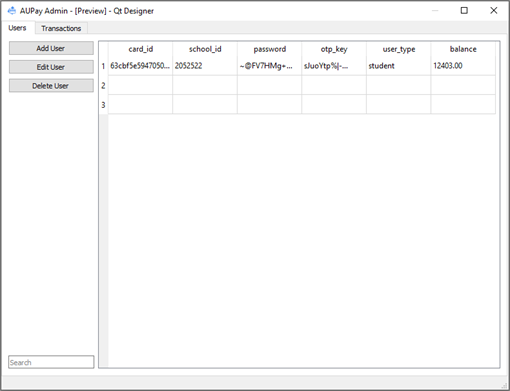 AUPay Admin - [Preview] - Qt Designer
Users Transactions
Add User
Edit User
Delete User
card_id school_id password otp_key user_type balance
1 63cbf5e5947050... 2052522 ~@FV7HMg+... sJuoYtp%|-... student 12403.00
2
3
Search